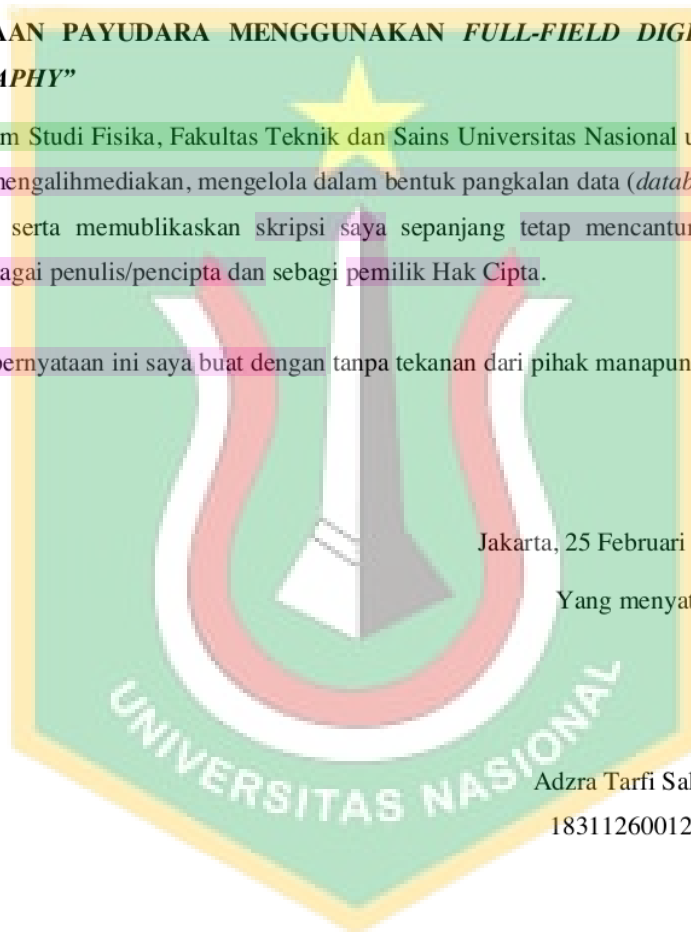 AAN PAYUDARA MENGGUNAKAN FULL-FIELD DIGI
APHY”
m Studi Fisika, Fakultas Teknik dan Sains Universitas Nasional u
mengalihmediakan, mengelola dalam bentuk pangkalan data (datab
serta memublikaskan skripsi saya sepanjang tetap mencantur
agai penulis/pencipta dan sebagi pemilik Hak Cipta.
pernyataan ini saya buat dengan tanpa tekanan dari pihak manapun
Jakarta, 25 Februari
Yang menyat
UNIVERSITAS NASIONAL
Adzra Tarfi Sal
18311260012